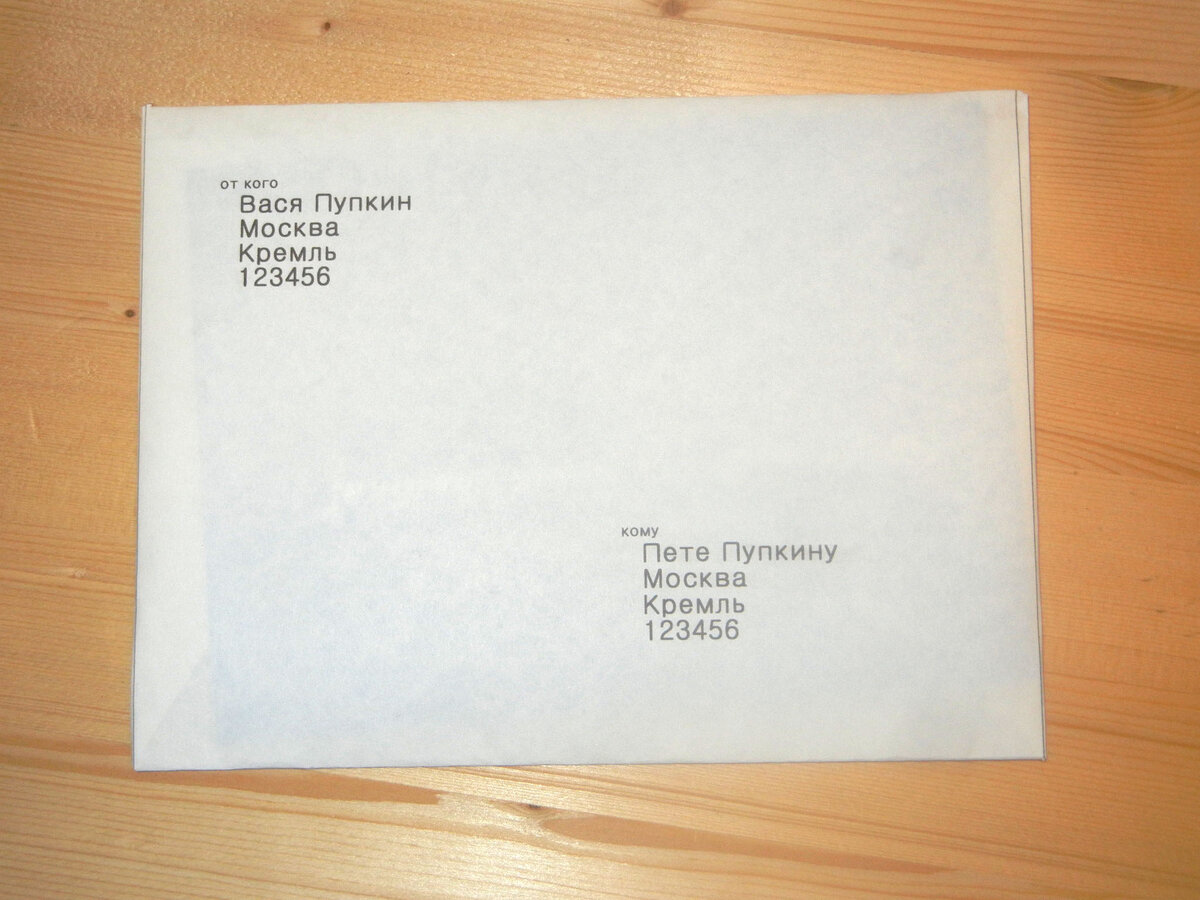 от кого
Вася Пупкин
Москва
Кремль
123456
кому
Пете Пупкину
Москва
Кремль
123456